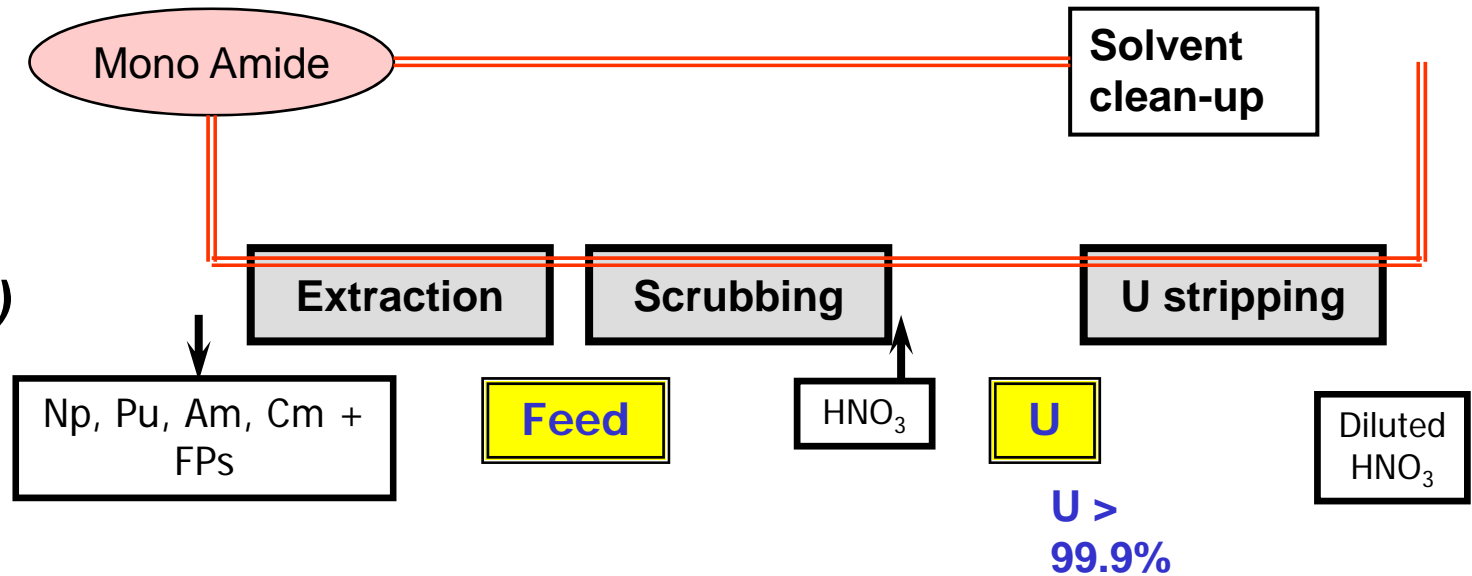 Mono Amide
Solvent
clean-up
)
Extraction
Scrubbing
U stripping
Np, Pu, Am, Cm +
FPs
Feed
HNO₃
U
Diluted
HNO₃
U >
99.9%